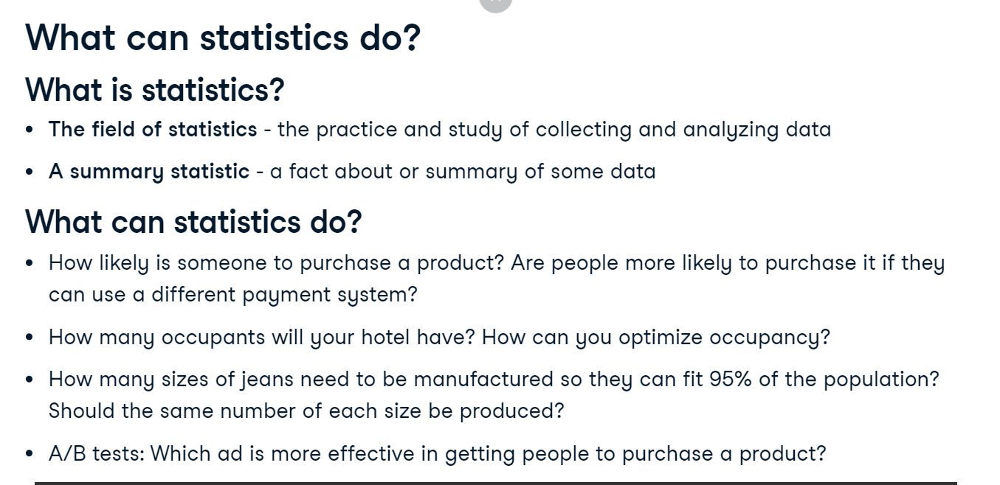 What can statistics do?
What is statistics?
• The field of statistics - the practice and study of collecting and analyzing data
• A summary statistic - a fact about or summary of some data
What can statistics do?
• How likely is someone to purchase a product? Are people more likely to purchase it if they
can use a different payment system?
• How many occupants will your hotel have? How can you optimize occupancy?
• How many sizes of jeans need to be manufactured so they can fit 95% of the population?
Should the same number of each size be produced?
• A/B tests: Which ad is more effective in getting people to purchase a product?